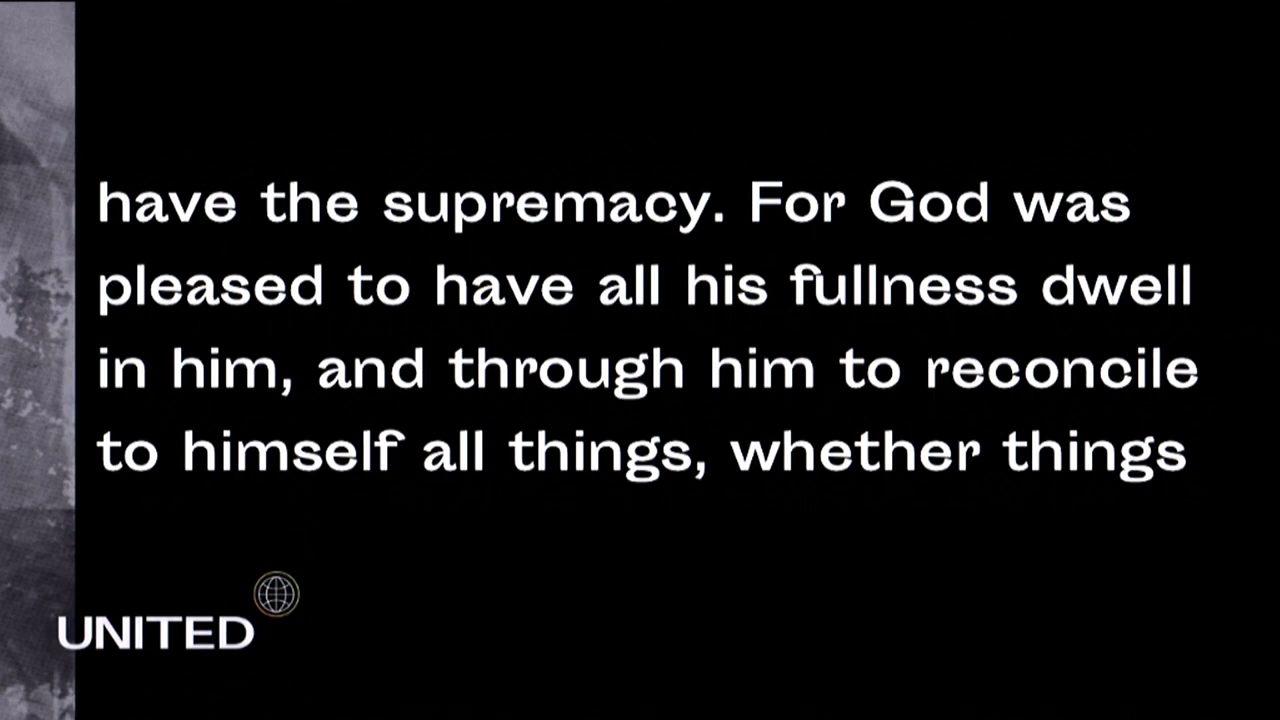 have the supremacy. For God was
pleased to have all his fullness dwell
in him, and through him to reconcile
to himself all things, whether things
UNITED